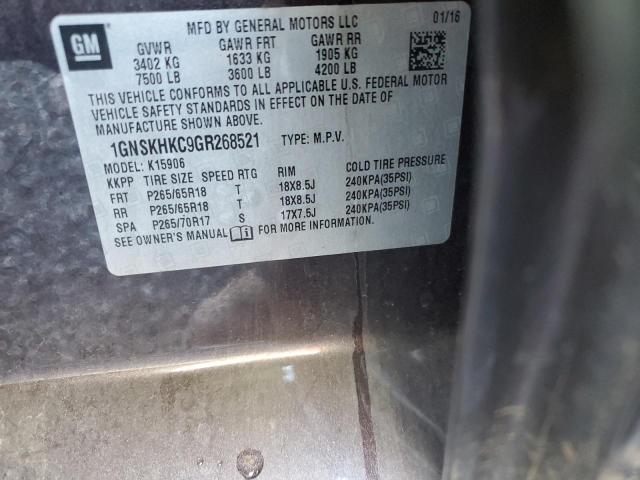 GM
MFD BY GENERAL MOTORS LLC 01/16
GVWR GAWR FRT GAWR RR
3402 KG 1633 KG 1905 KG
7500 LB 3600 LB 4200 LB
THIS VEHICLE CONFORMS TO ALL APPLICABLE U.S. FEDERAL MOTOR
VEHICLE SAFETY STANDARDS IN EFFECT ON THE DATE OF
MANUFACTURE SHOWN ABOVE.
1GNSKHKC9GR268521 TYPE: M.P.V.
MODEL: K15906
KKPP TIRE SIZE SPEED RTG RIM COLD TIRE PRESSURE
FRT P265/65R18 T 18X8.5J 240KPA(35PSI)
RR P265/65R18 T 18X8.5J 240KPA(35PSI)
SPA P265/70R17 S 17X7.5J 240KPA(35PSI)
SEE OWNER'S MANUAL FOR MORE INFORMATION.